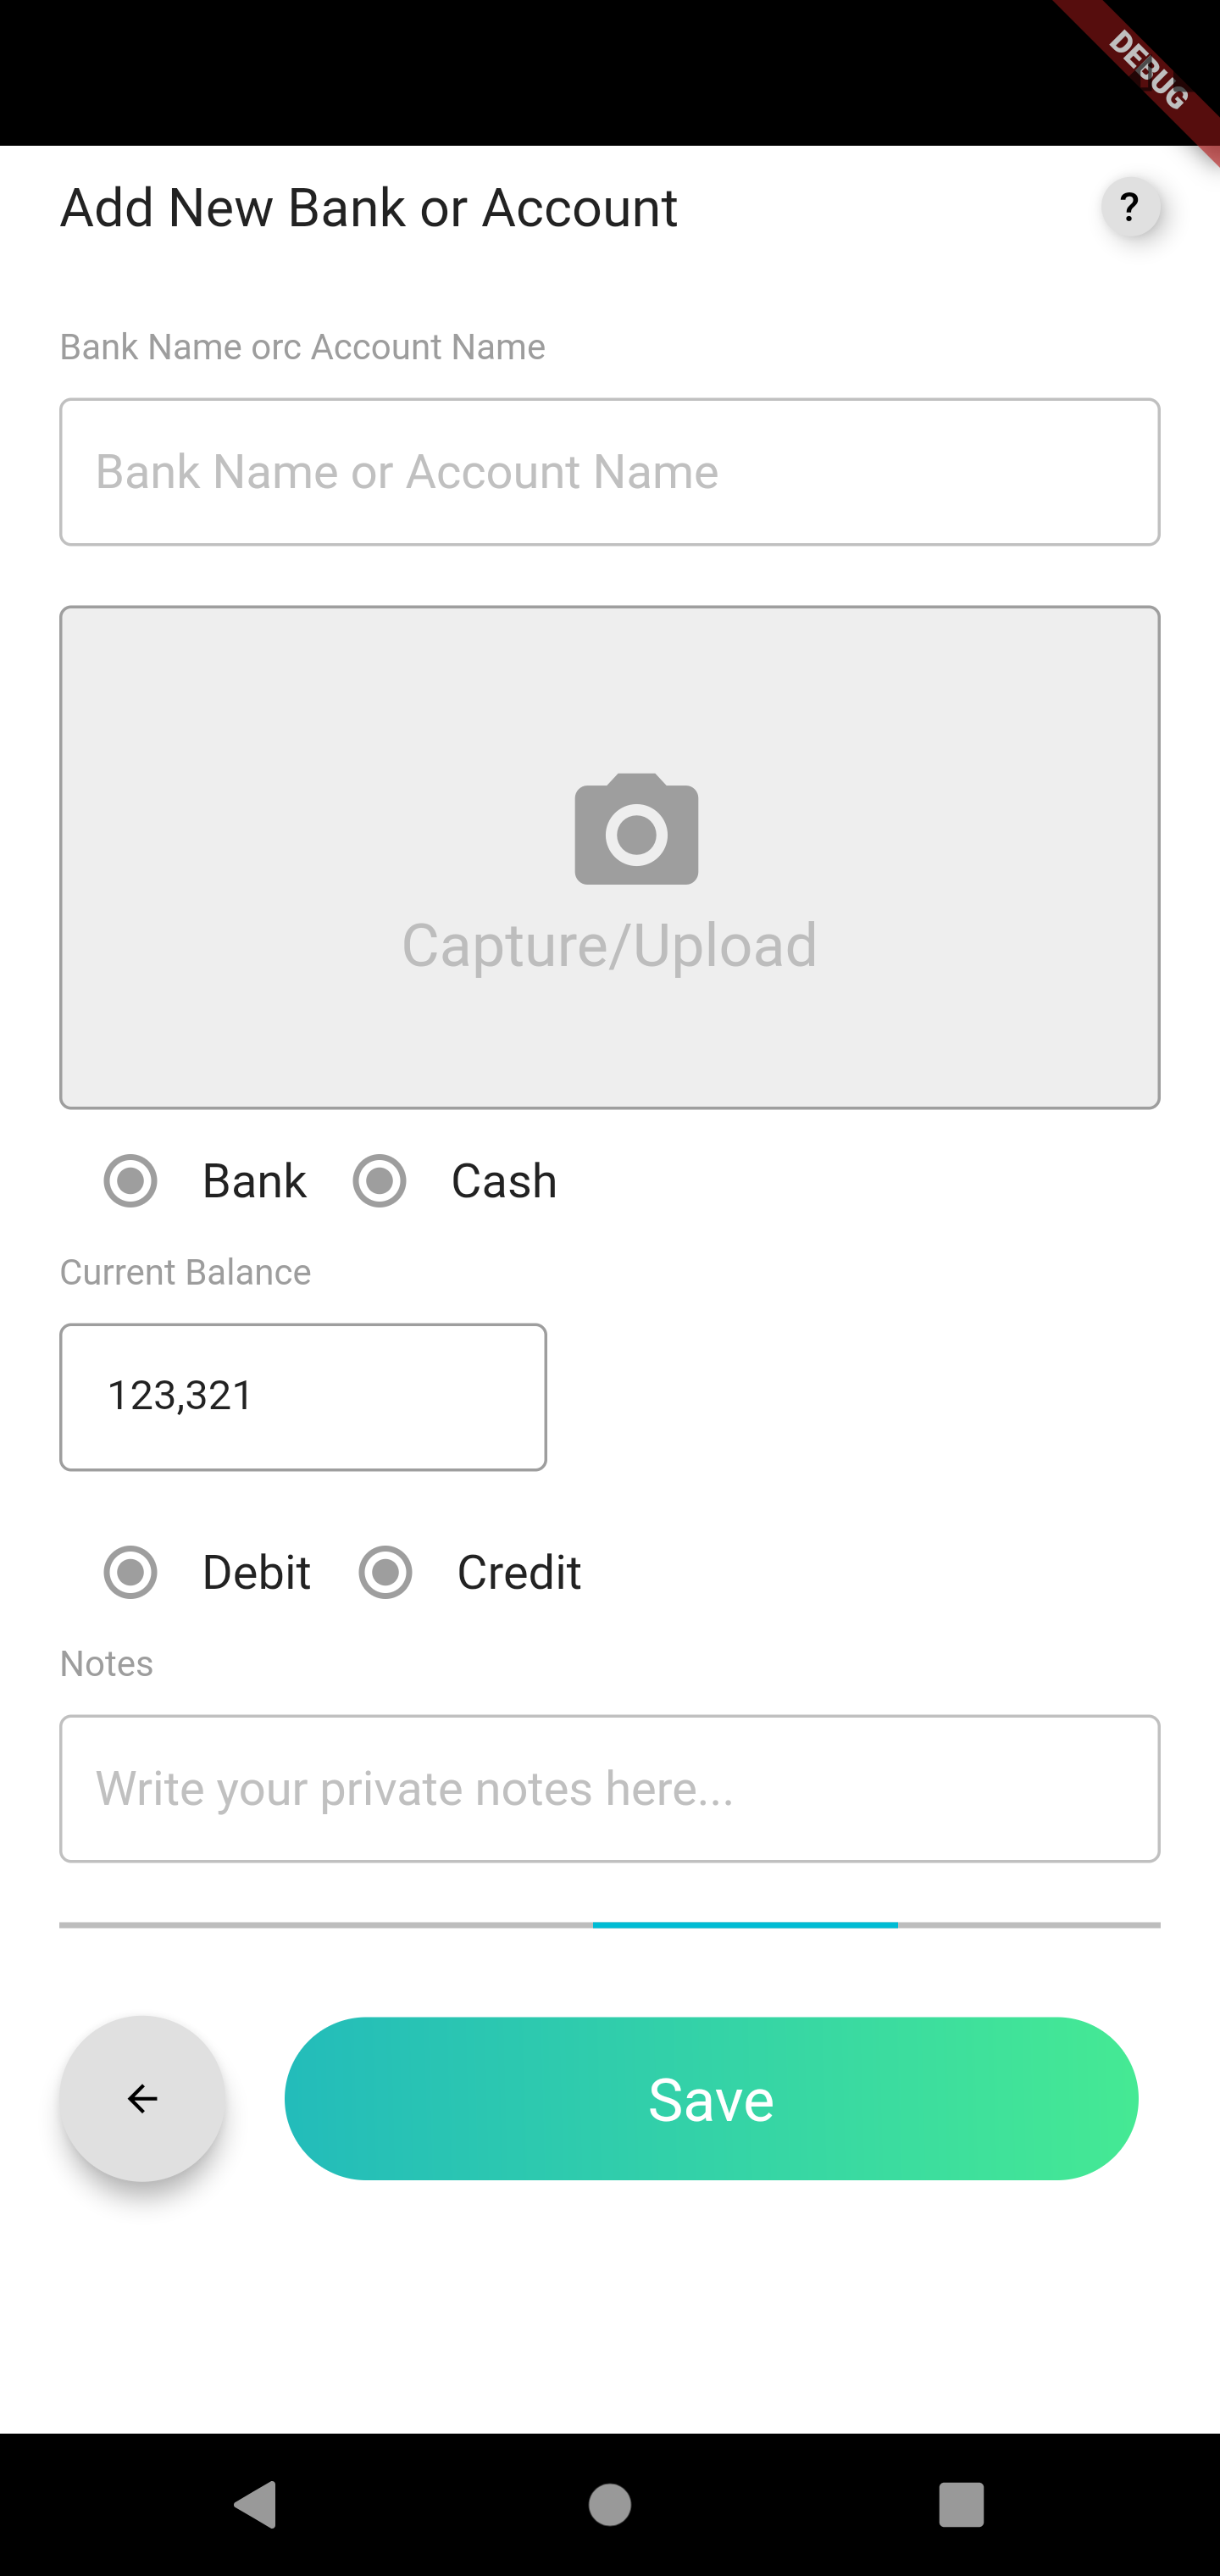 DEBUG
Add New Bank or Account
?
Bank Name orc Account Name
Bank Name or Account Name
Capture/Upload
Bank Cash
Current Balance
123,321
Debit Credit
Notes
Write your private notes here...
Save